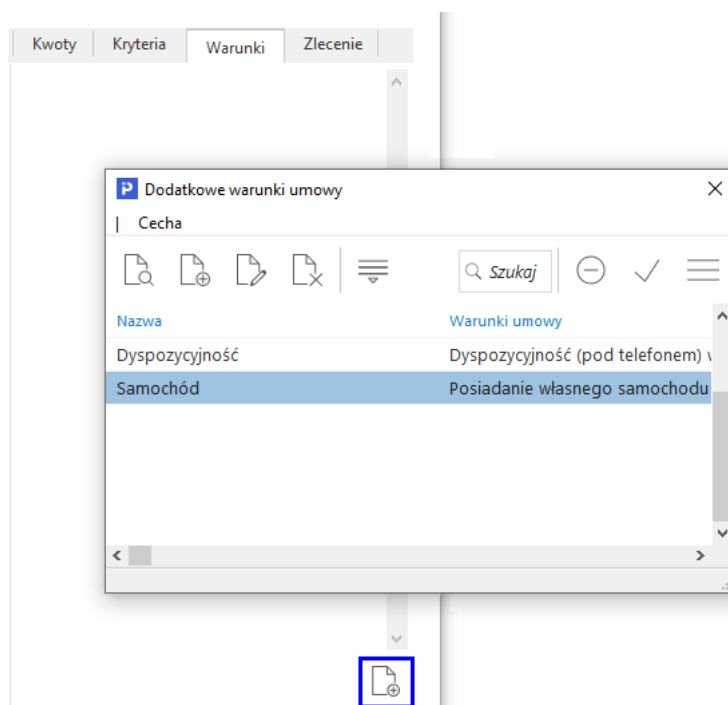 Kwoty Kryteria Warunki Zlecenie
Dodatkowe warunki umowy
| Cecha
Szukaj
Nazwa Warunki umowy
Dyspozycyjność Dyspozycyjność (pod telefonem)
Samochód Posiadanie własnego samochodu